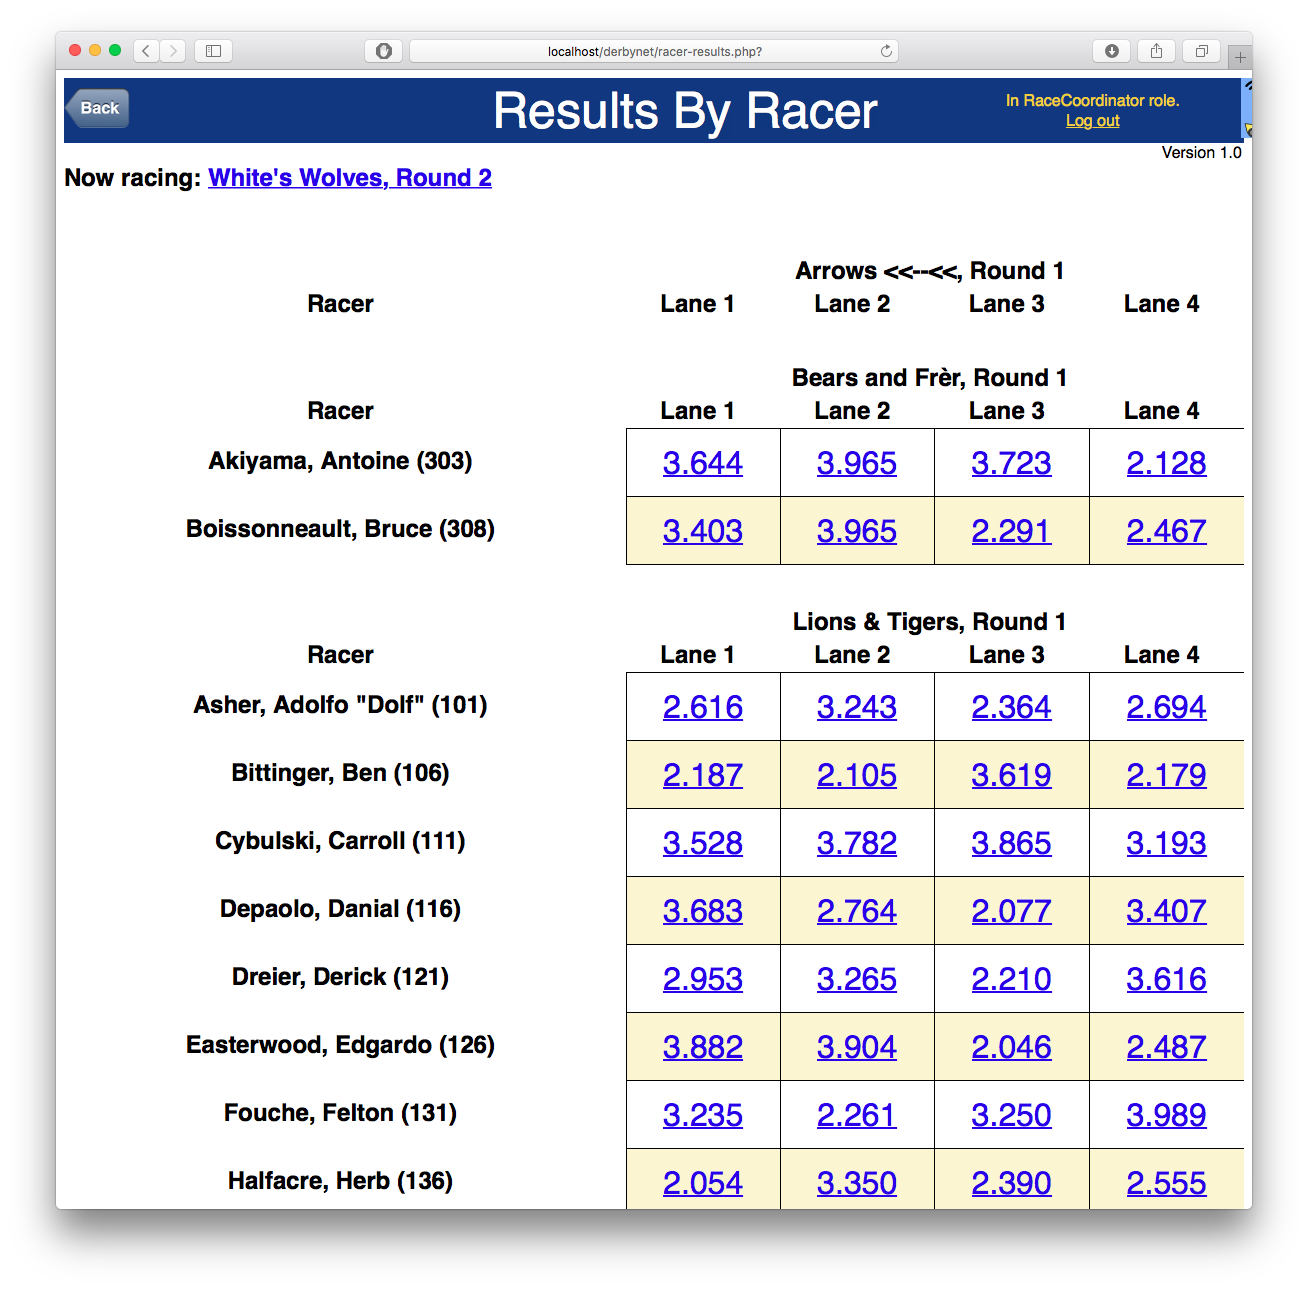 localhost/derbynet/racer-results.php?
Back
Results By Racer
In RaceCoordinator role.
Log out
Version 1.0
Now racing: White's Wolves, Round 2
Arrows <<--<<, Round 1
Racer Lane 1 Lane 2 Lane 3 Lane 4
Bears and Frèr, Round 1
Racer Lane 1 Lane 2 Lane 3 Lane 4
Akiyama, Antoine (303) 3.644 3.965 3.723 2.128
Boissonneault, Bruce (308) 3.403 3.965 2.291 2.467
Lions & Tigers, Round 1
Racer Lane 1 Lane 2 Lane 3 Lane 4
Asher, Adolfo "Dolf" (101) 2.616 3.243 2.364 2.694
Bittinger, Ben (106) 2.187 2.105 3.619 2.179
Cybulski, Carroll (111) 3.528 3.782 3.865 3.193
Depaolo, Danial (116) 3.683 2.764 2.077 3.407
Dreier, Derick (121) 2.953 3.265 2.210 3.616
Easterwood, Edgardo (126) 3.882 3.904 2.046 2.487
Fouche, Felton (131) 3.235 2.261 3.250 3.989
Halfacre, Herb (136) 2.054 3.350 2.390 2.555